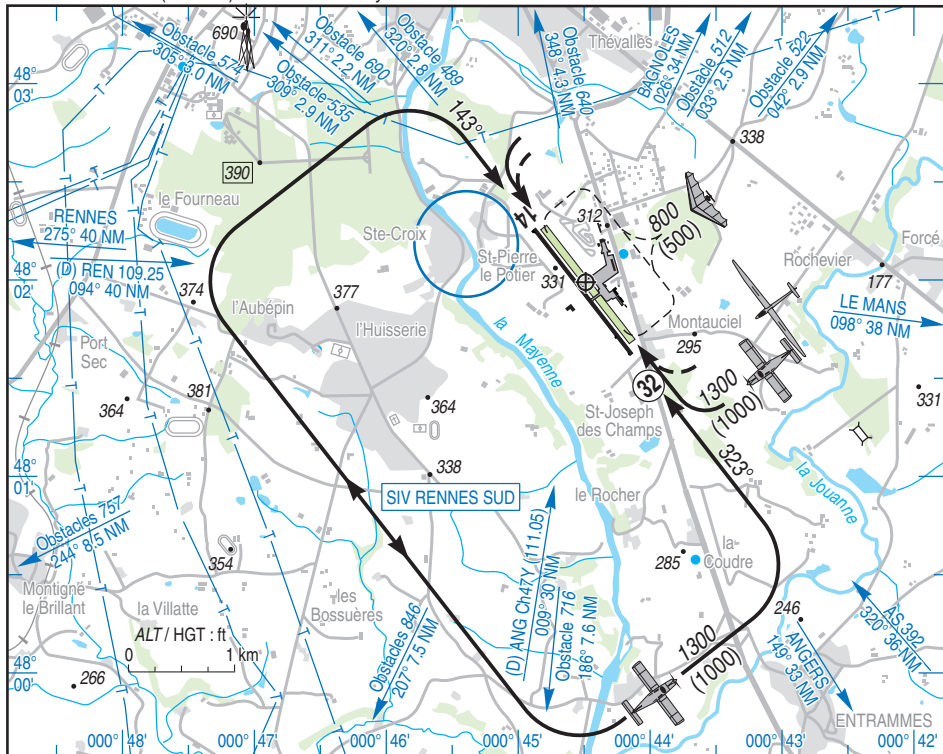 690
Obstacle 574
305° 3.0 NM
Obstacle 690
311° 2.2 NM
Obstacle 535
309° 2.9 NM
Obstacle 489
320° 2.8 NM
Obstacle 640
348° 4.3 NM
Thévalles
BAGNOLES
026° 34 NM
Obstacle 512
033° 2.5 NM
Obstacle 522
042° 2.9 NM
48°
03'
143°
338
390
le Fourneau
RENNES
275° 40 NM
(D) REN 109.25
094° 40 NM
Ste-Croix
14
312
800
(500)
St-Pierre
le Potier
331
Rochevier
Forcé
177
48°
02'
374
l'Aubépin
377
l'Huisserie
la Mayenne
Montauciel
295
LE MANS
098° 38 NM
Port
Sec
364
381
364
32
1300
(1000)
331
St-Joseph
des Champs
323°
48°
01'
338
SIV RENNES SUD
le Rocher
la Jouanne
Obstacles 757
244° 8.5 NM
354
285
la
Coudre
Montigné
le Brillant
la Villatte
les
Bossuères
(D) ANG Ch47Y (111.05)
009° 30 NM
Obstacle 716
186° 7.6 NM
246
AS 392
320° 36 NM
ANGERS
149° 33 NM
ALT / HGT : ft
0 1 km
Obstacles 846
207° 7.5 NM
1300
(1000)
48°
00'
266
ENTRAMMES
000° 48'
000° 47'
000° 46'
000° 45'
000° 44'
000° 43'
000° 42'